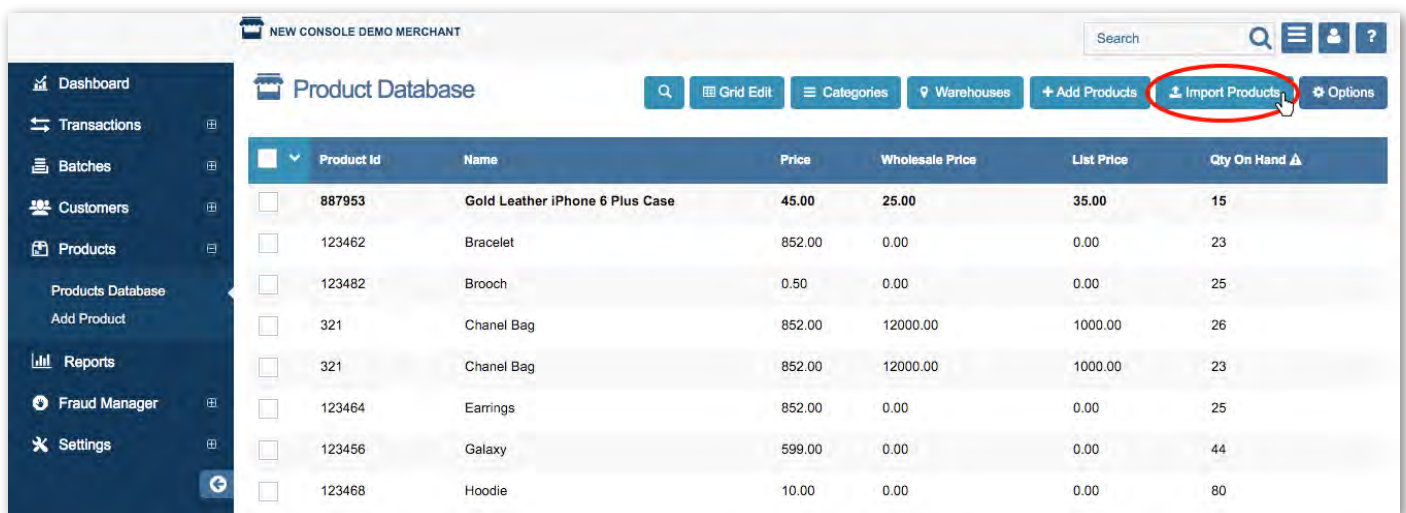 NEW CONSOLE DEMO MERCHANT
Search
?
Dashboard
Transactions
Batches
Customers
Products
Products Database
Add Product
Reports
Fraud Manager
Settings
Product Database
Grid Edit
Categories
Warehouses
+ Add Products
Import Products
Options
Product Id Name Price Wholesale Price List Price Qty On Hand
887953 Gold Leather iPhone 6 Plus Case 45.00 25.00 35.00 15
123462 Bracelet 852.00 0.00 0.00 23
123482 Brooch 0.50 0.00 0.00 25
321 Chanel Bag 852.00 12000.00 1000.00 26
321 Chanel Bag 852.00 12000.00 1000.00 23
123464 Earrings 852.00 0.00 0.00 25
123456 Galaxy 599.00 0.00 0.00 44
123468 Hoodie 10.00 0.00 0.00 80